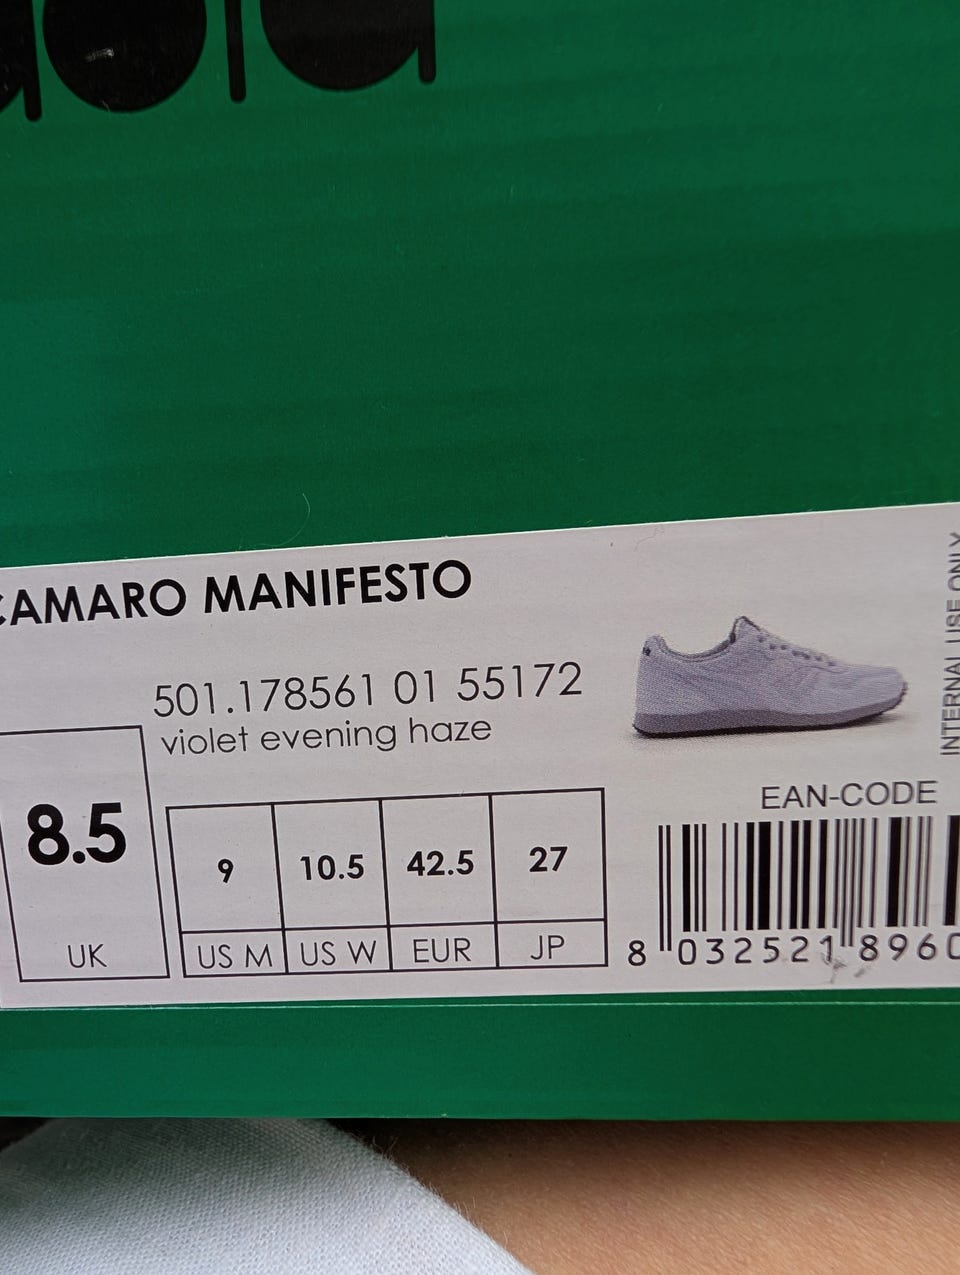 CAMARO MANIFESTO
501.178561 01 55172
violet evening haze
8.5
UK
9 10.5 42.5 27
US M US W EUR JP
EAN-CODE
8 032521 8960
INTERNAL USE ONLY